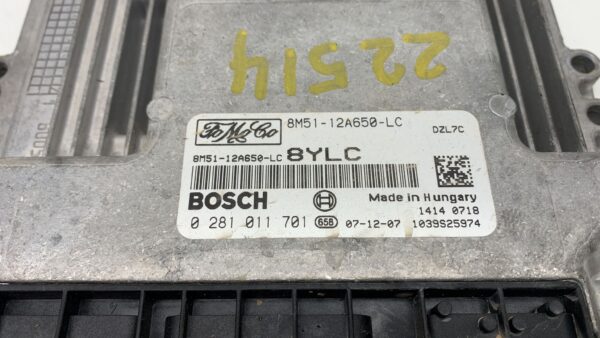 22514
FoMoCo 8M51-12A650-LC DZL7C
8M51-12A650-LC 8YLC
BOSCH Made in Hungary
1414 0718
0 281 011 701 65B 07-12-07 1039S25974